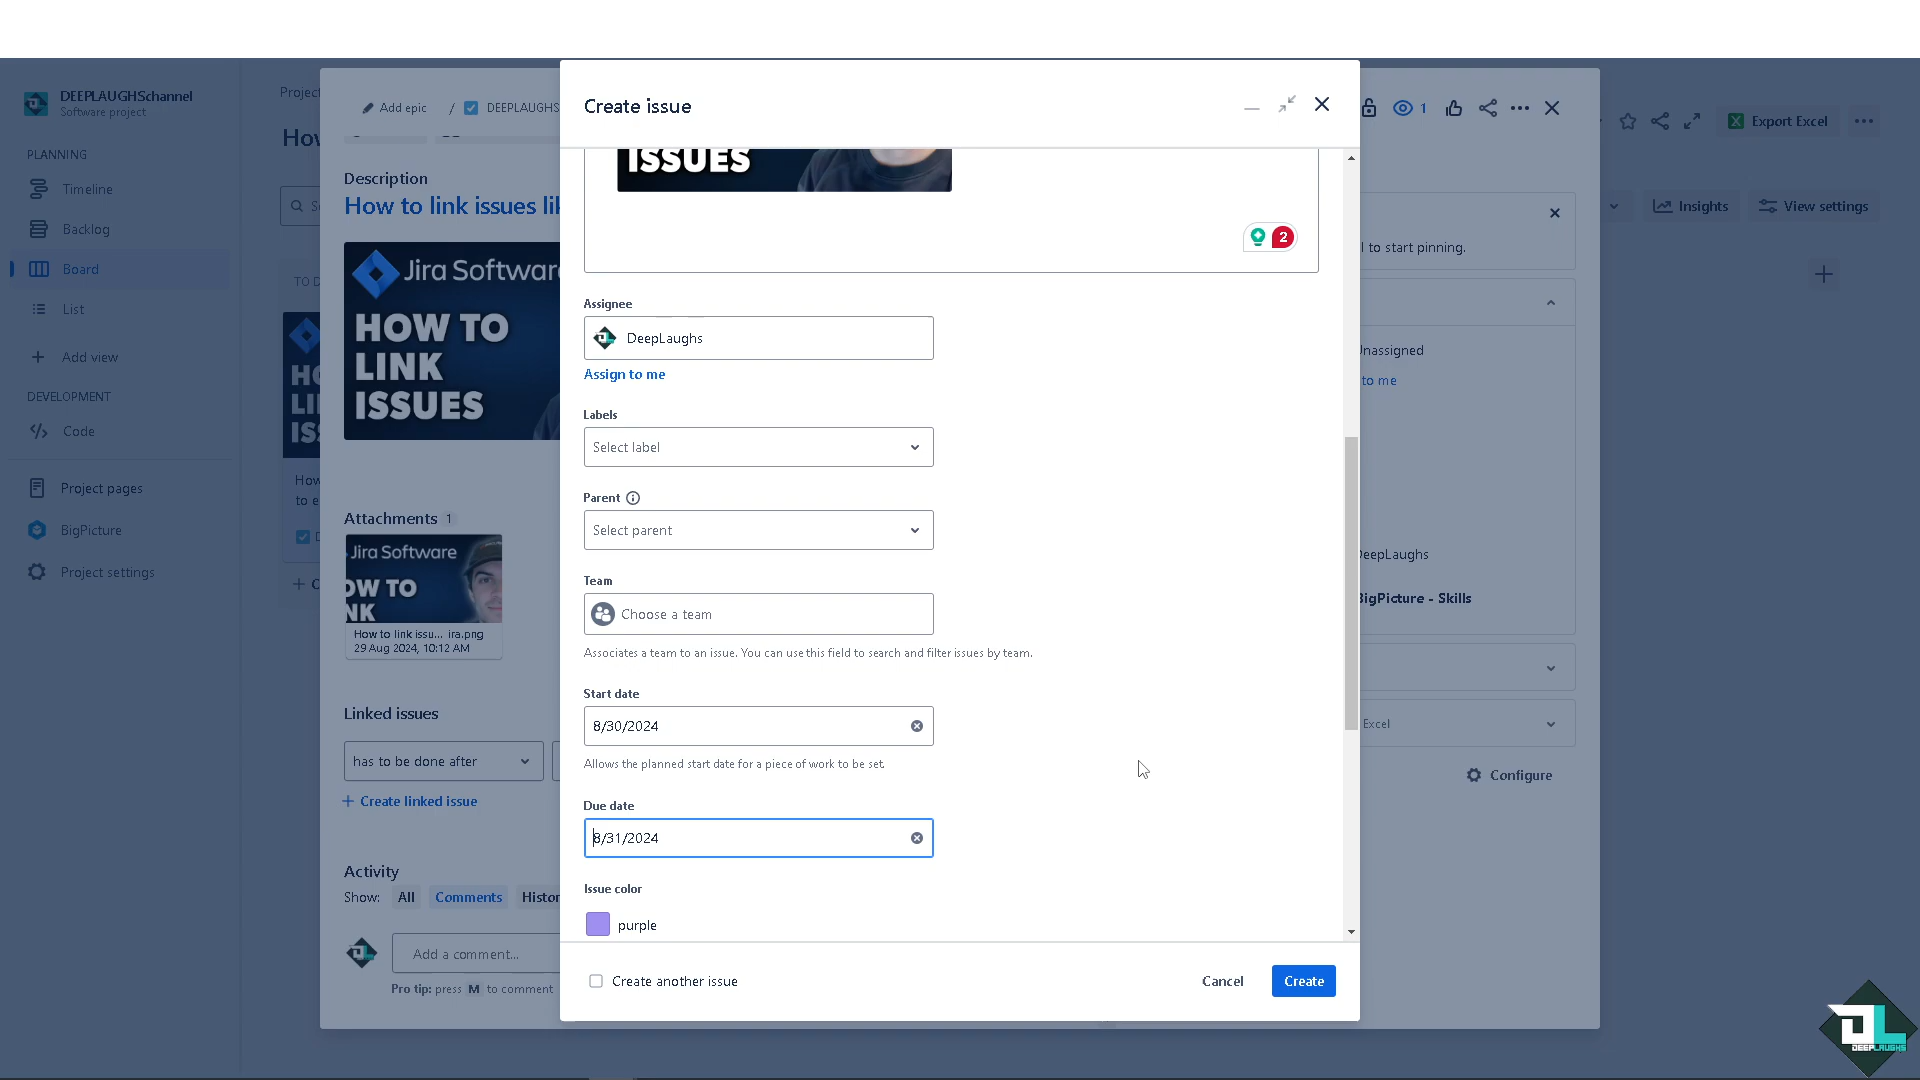 DEEPLAUGHSchannel
Software project
PLANNING
Timeline
Backlog
Board
List
Add view
DEVELOPMENT
Code
Project pages
BigPicture
Project settings
Add epic
/
DEEPLAUGHS
Description
How to link issues li
Jira Software
HOW TO
LINK
ISSUES
Attachments 1
Jira Software
OW TO
NK
How to link issu... ira.png
29 Aug 2024, 10:12 AM
Linked issues
has to be done after
Create linked issue
Activity
Show:
All
Comments
Histor
Add a comment...
Pro tip: press M to comment
Create issue
ISSUES
2
Assignee
DeepLaughs
Assign to me
Labels
Select label
Parent
Select parent
Team
Choose a team
Associates a team to an issue. You can use this field to search and filter issues by team.
Start date
8/30/2024
Allows the planned start date for a piece of work to be set.
Due date
8/31/2024
Issue color
purple
Create another issue
Cancel
Create
1
Export Excel
Insights
View settings
l to start pinning.
Unassigned
to me
DeepLaughs
BigPicture - Skills
Excel
Configure
DEEPLAUGHS